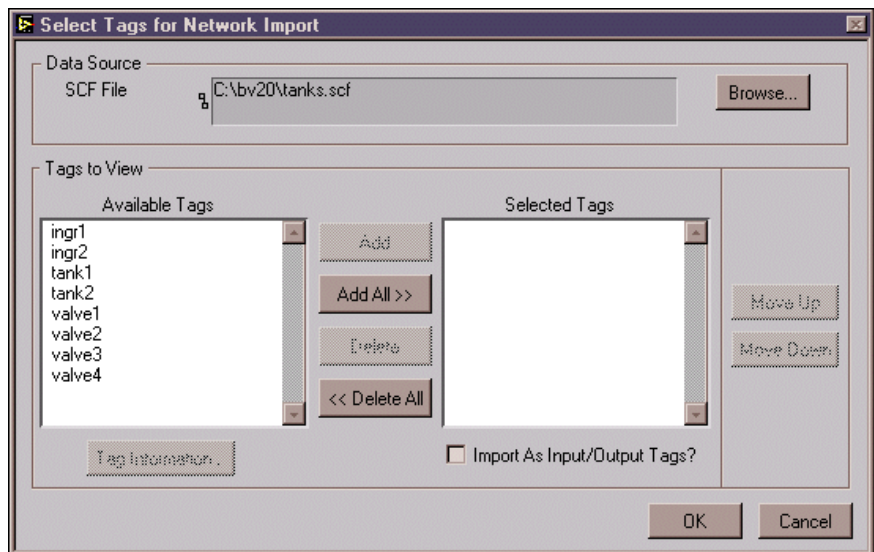 Select Tags for Network Import
Data Source
SCF File
C:\bv20\tanks.scf
Browse...
Tags to View
Available Tags
Selected Tags
ingr1
ingr2
tank1
tank2
valve1
valve2
valve3
valve4
Add
Add All >>
Delete
<< Delete All
Move Up
Move Down
Tag Information .
Import As Input/Output Tags?
OK
Cancel